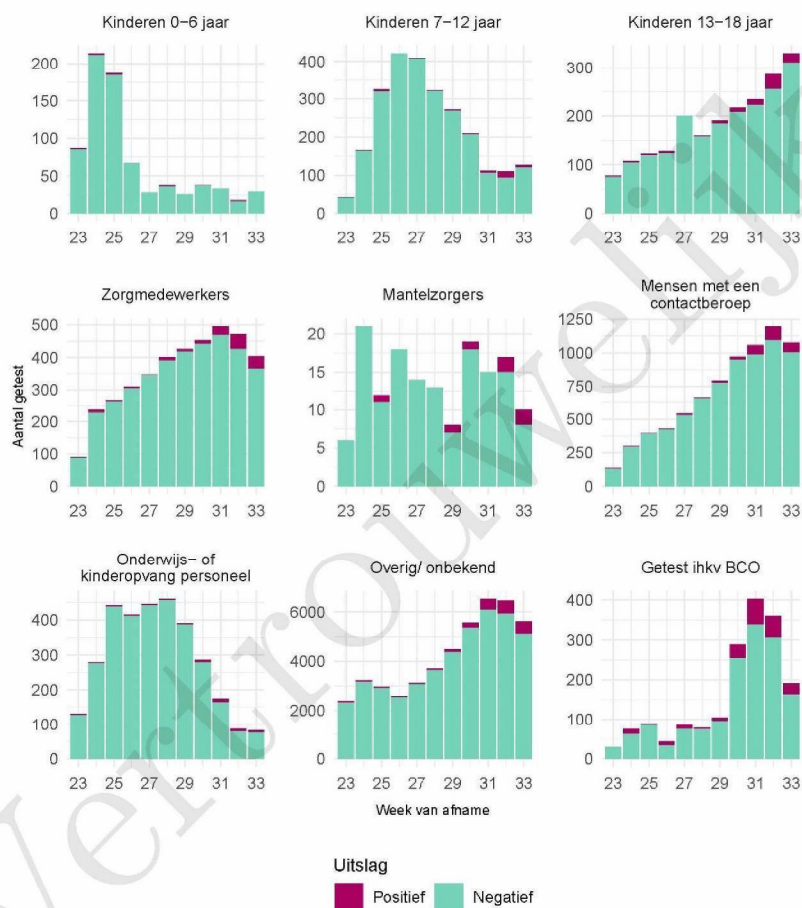 Kinderen 0−6 jaar
200
150
100
50
0
23 25 27 29 31 33
Kinderen 7−12 jaar
400
300
200
100
0
23 25 27 29 31 33
Kinderen 13−18 jaar
300
200
100
0
23 25 27 29 31 33
Aantal getest
Zorgmedewerkers
500
400
300
200
100
0
23 25 27 29 31 33
Mantelzorgers
20
15
10
5
0
23 25 27 29 31 33
Mensen met een
contactberoep
1250
1000
750
500
250
0
23 25 27 29 31 33
Onderwijs− of
kinderopvang personeel
400
300
200
100
0
23 25 27 29 31 33
Overig/ onbekend
6000
4000
2000
0
23 25 27 29 31 33
Getest ihkv BCO
400
300
200
100
0
23 25 27 29 31 33
Week van afname
Uitslag
Positief Negatief
Vertrouwelijk